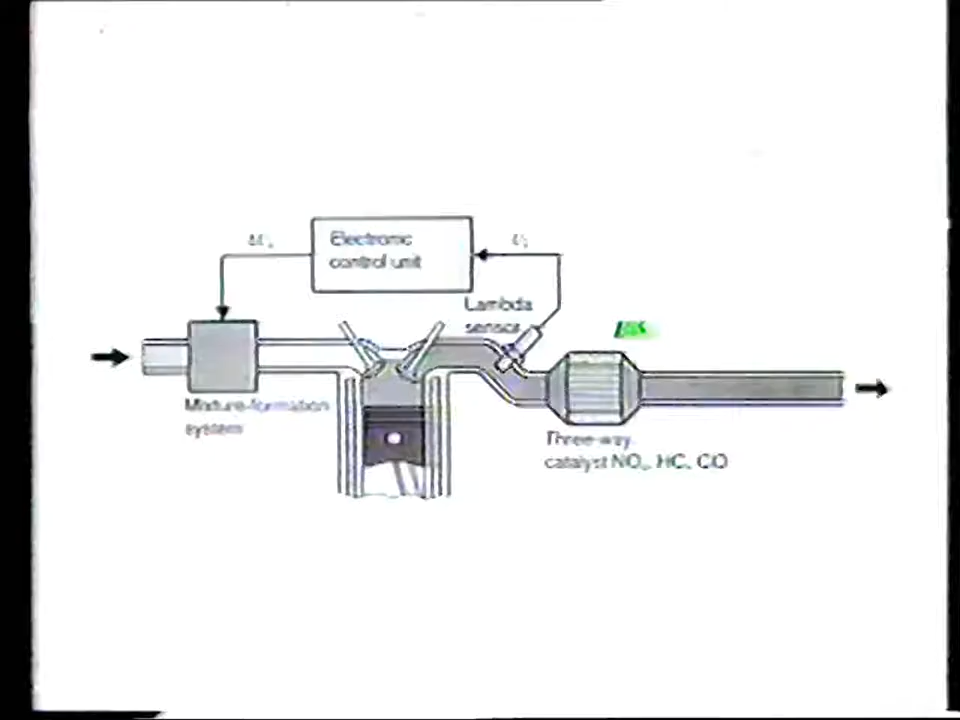 Electronic
control unit
Lambda
sensor
Mixture-formation
system
Three-way
catalyst NOₓ, HC, CO